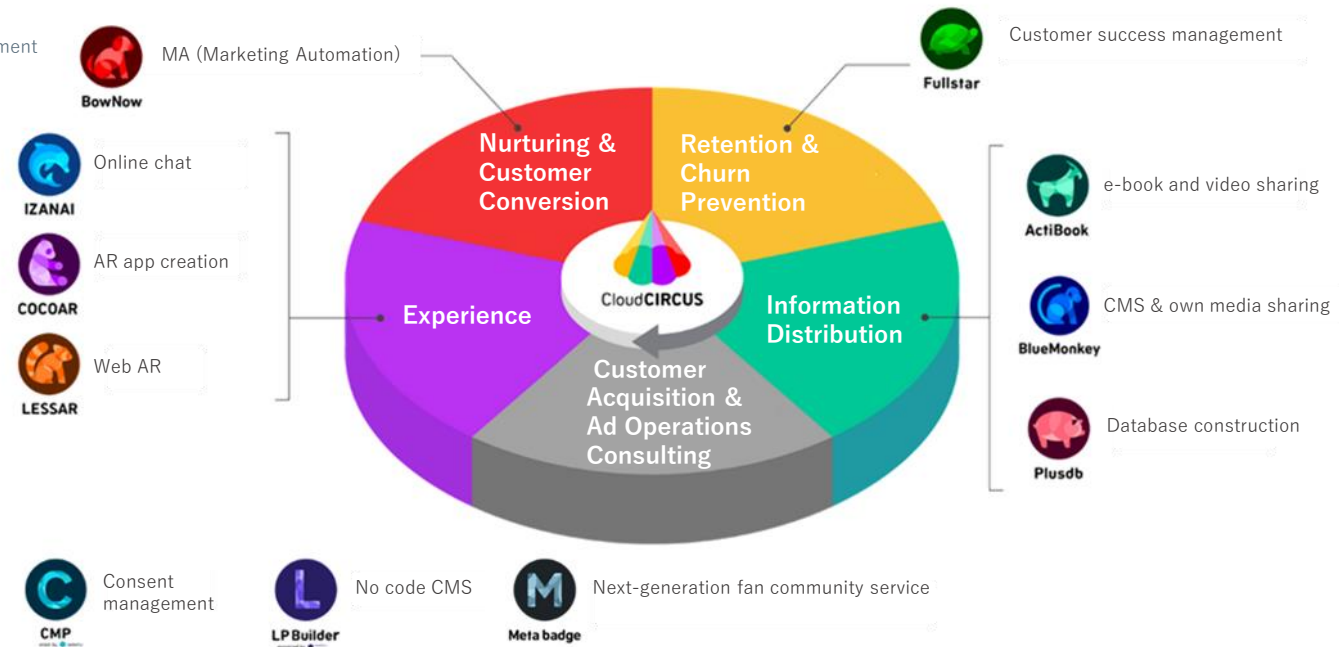 ment
MA (Marketing Automation)
BowNow
Customer success management
Fullstar
Online chat
IZANAI
AR app creation
COCOAR
Web AR
LESSAR
Nurturing &
Customer
Conversion
Retention &
Churn
Prevention
Experience
CloudCIRCUS
Information
Distribution
Customer
Acquisition &
Ad Operations
Consulting
e-book and video sharing
ActiBook
CMS & own media sharing
BlueMonkey
Database construction
Plusdb
C
Consent
management
CMP
L
No code CMS
LP Builder
M
Next-generation fan community service
Meta badge